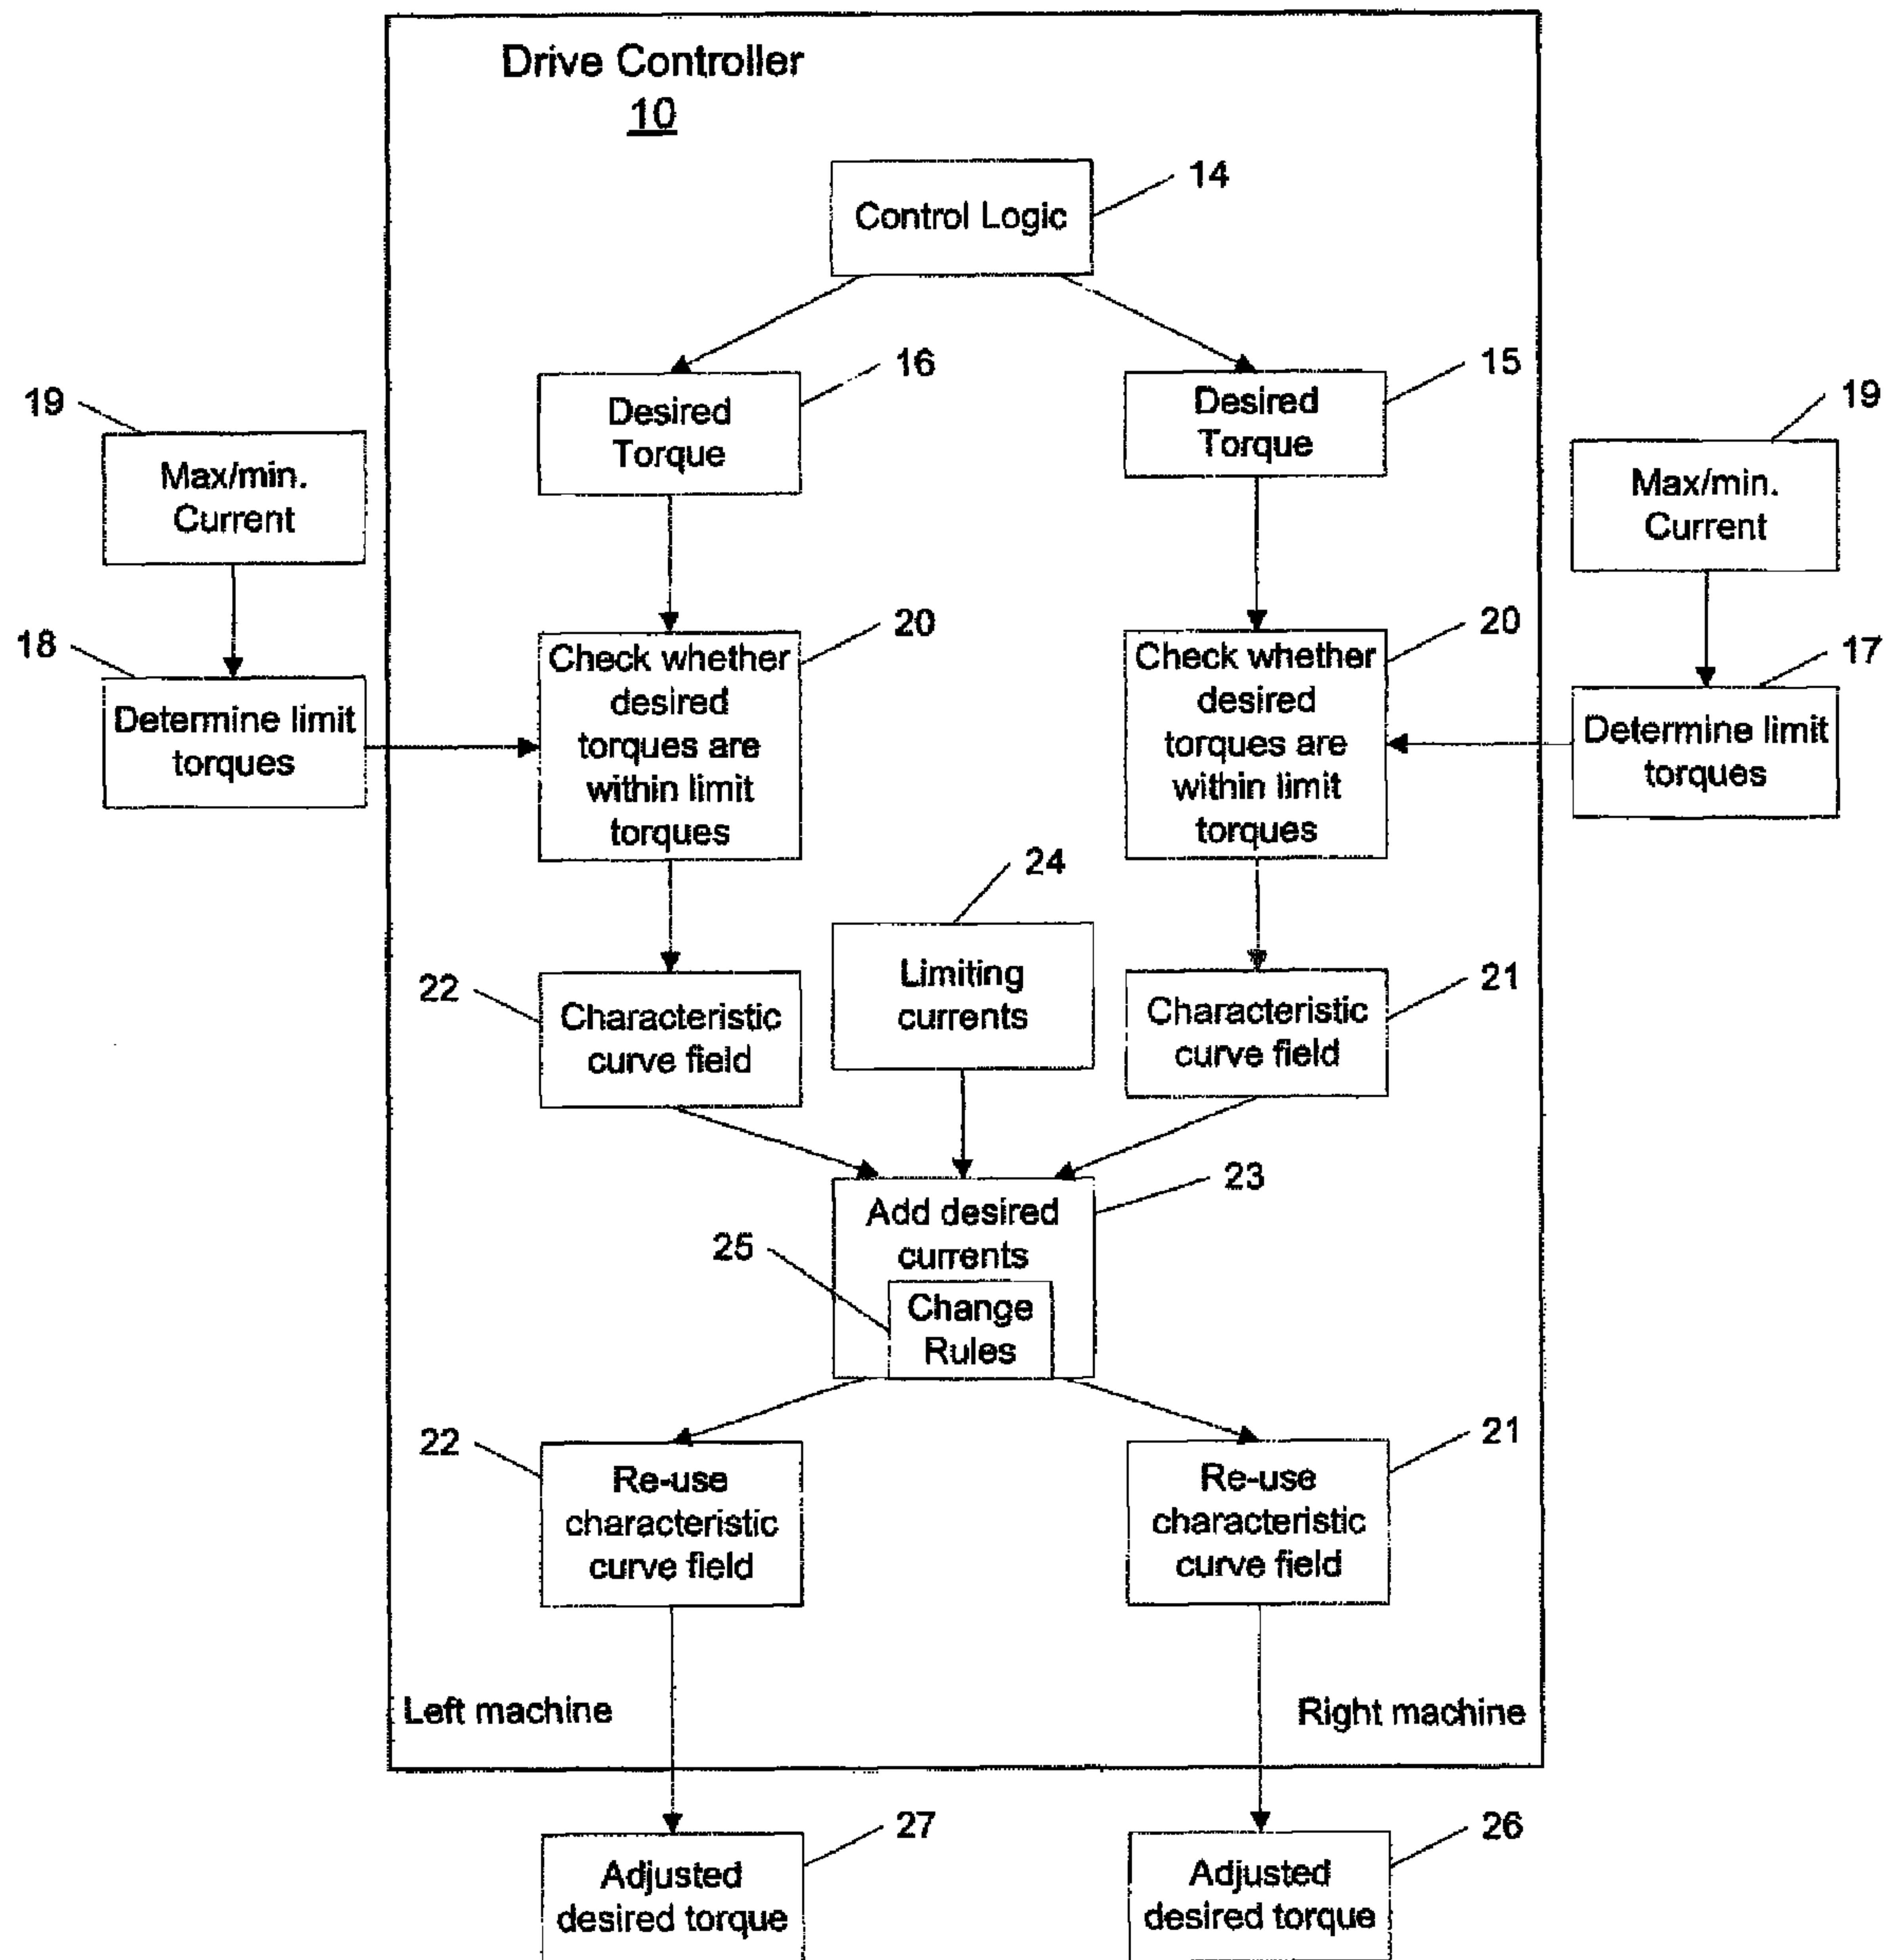 Drive Controller
10
Control Logic
14
16
15
19
19
Desired
Torque
Desired
Torque
Max/min.
Current
Max/min.
Current
18
20
20
17
Check whether
desired
torques are
within limit
torques
Check whether
desired
torques are
within limit
torques
Determine limit
torques
Determine limit
torques
24
22
Limiting
currents
21
Characteristic
curve field
Characteristic
curve field
23
Add desired
currents
25
Change
Rules
22
21
Re-use
characteristic
curve field
Re-use
characteristic
curve field
Left machine
Right machine
27
26
Adjusted
desired torque
Adjusted
desired torque